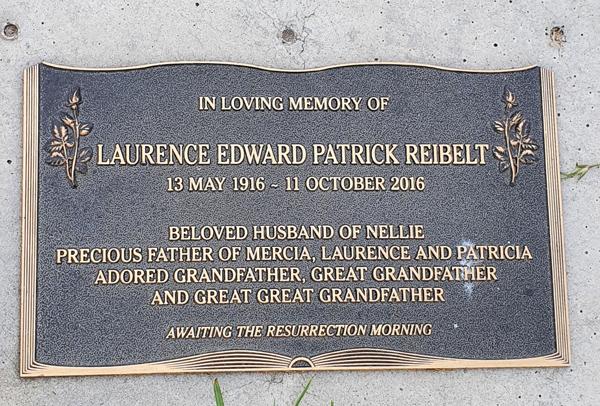 IN LOVING MEMORY OF
LAURENCE EDWARD PATRICK REIBELT
13 MAY 1916 ~ 11 OCTOBER 2016
BELOVED HUSBAND OF NELLIE
PRECIOUS FATHER OF MERCIA, LAURENCE AND PATRICIA
ADORED GRANDFATHER, GREAT GRANDFATHER
AND GREAT GREAT GRANDFATHER
AWAITING THE RESURRECTION MORNING